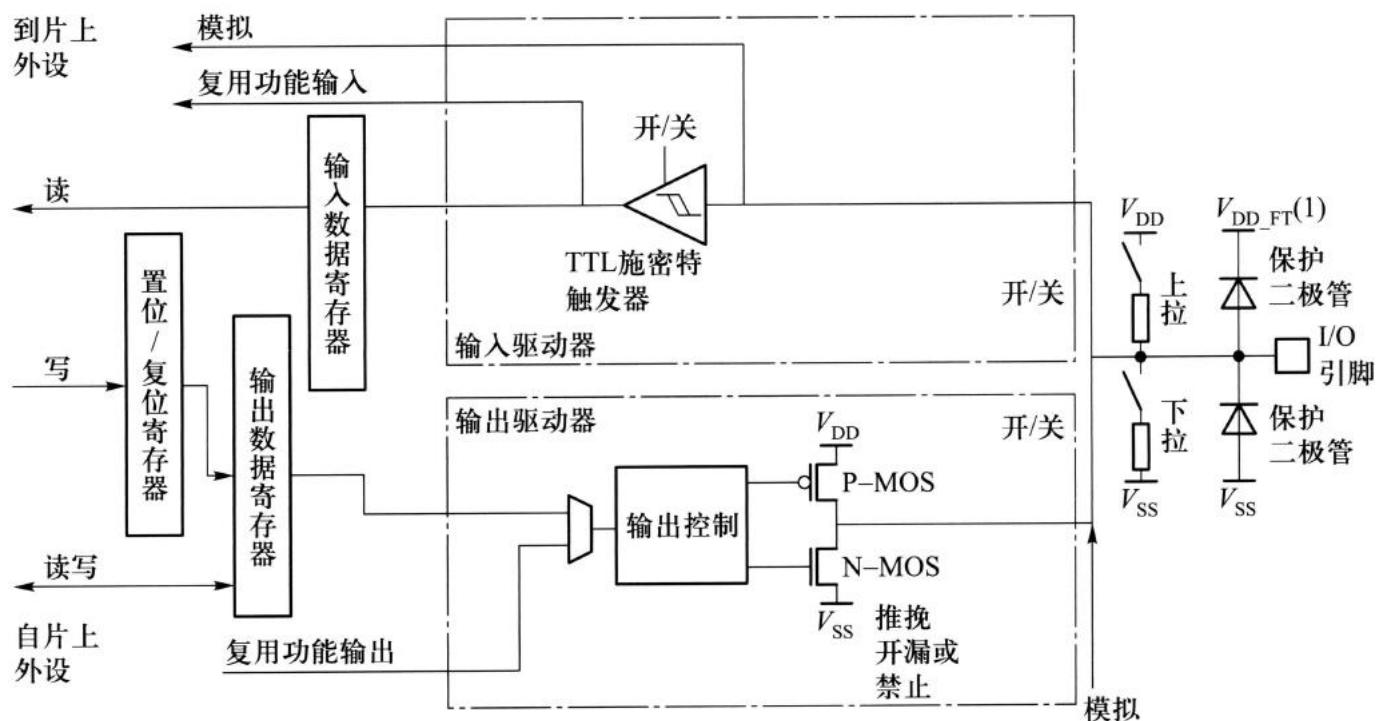 到片上
外设
模拟
复用功能输入
开/关
输入数据寄存器
读
TTL施密特
触发器
开/关
输入驱动器
V_DD
上拉
V_DD_FT(1)
保护
二极管
I/O
引脚
置位/复位寄存器
写
输出数据寄存器
读写
自片上
外设
复用功能输出
输出驱动器
开/关
V_DD
P–MOS
输出控制
N–MOS
V_SS
推挽
开漏或
禁止
下拉
V_SS
保护
二极管
V_SS
模拟